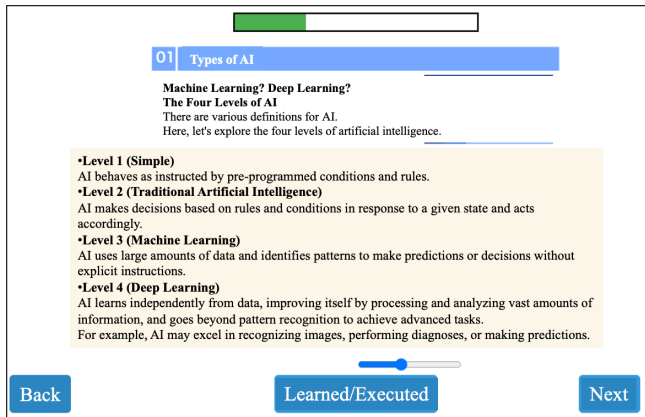 01 Types of AI
Machine Learning? Deep Learning?
The Four Levels of AI
There are various definitions for AI.
Here, let's explore the four levels of artificial intelligence.
•Level 1 (Simple)
AI behaves as instructed by pre-programmed conditions and rules.
•Level 2 (Traditional Artificial Intelligence)
AI makes decisions based on rules and conditions in response to a given state and acts
accordingly.
•Level 3 (Machine Learning)
AI uses large amounts of data and identifies patterns to make predictions or decisions without
explicit instructions.
•Level 4 (Deep Learning)
AI learns independently from data, improving itself by processing and analyzing vast amounts of
information, and goes beyond pattern recognition to achieve advanced tasks.
For example, AI may excel in recognizing images, performing diagnoses, or making predictions.
Back Learned/Executed Next